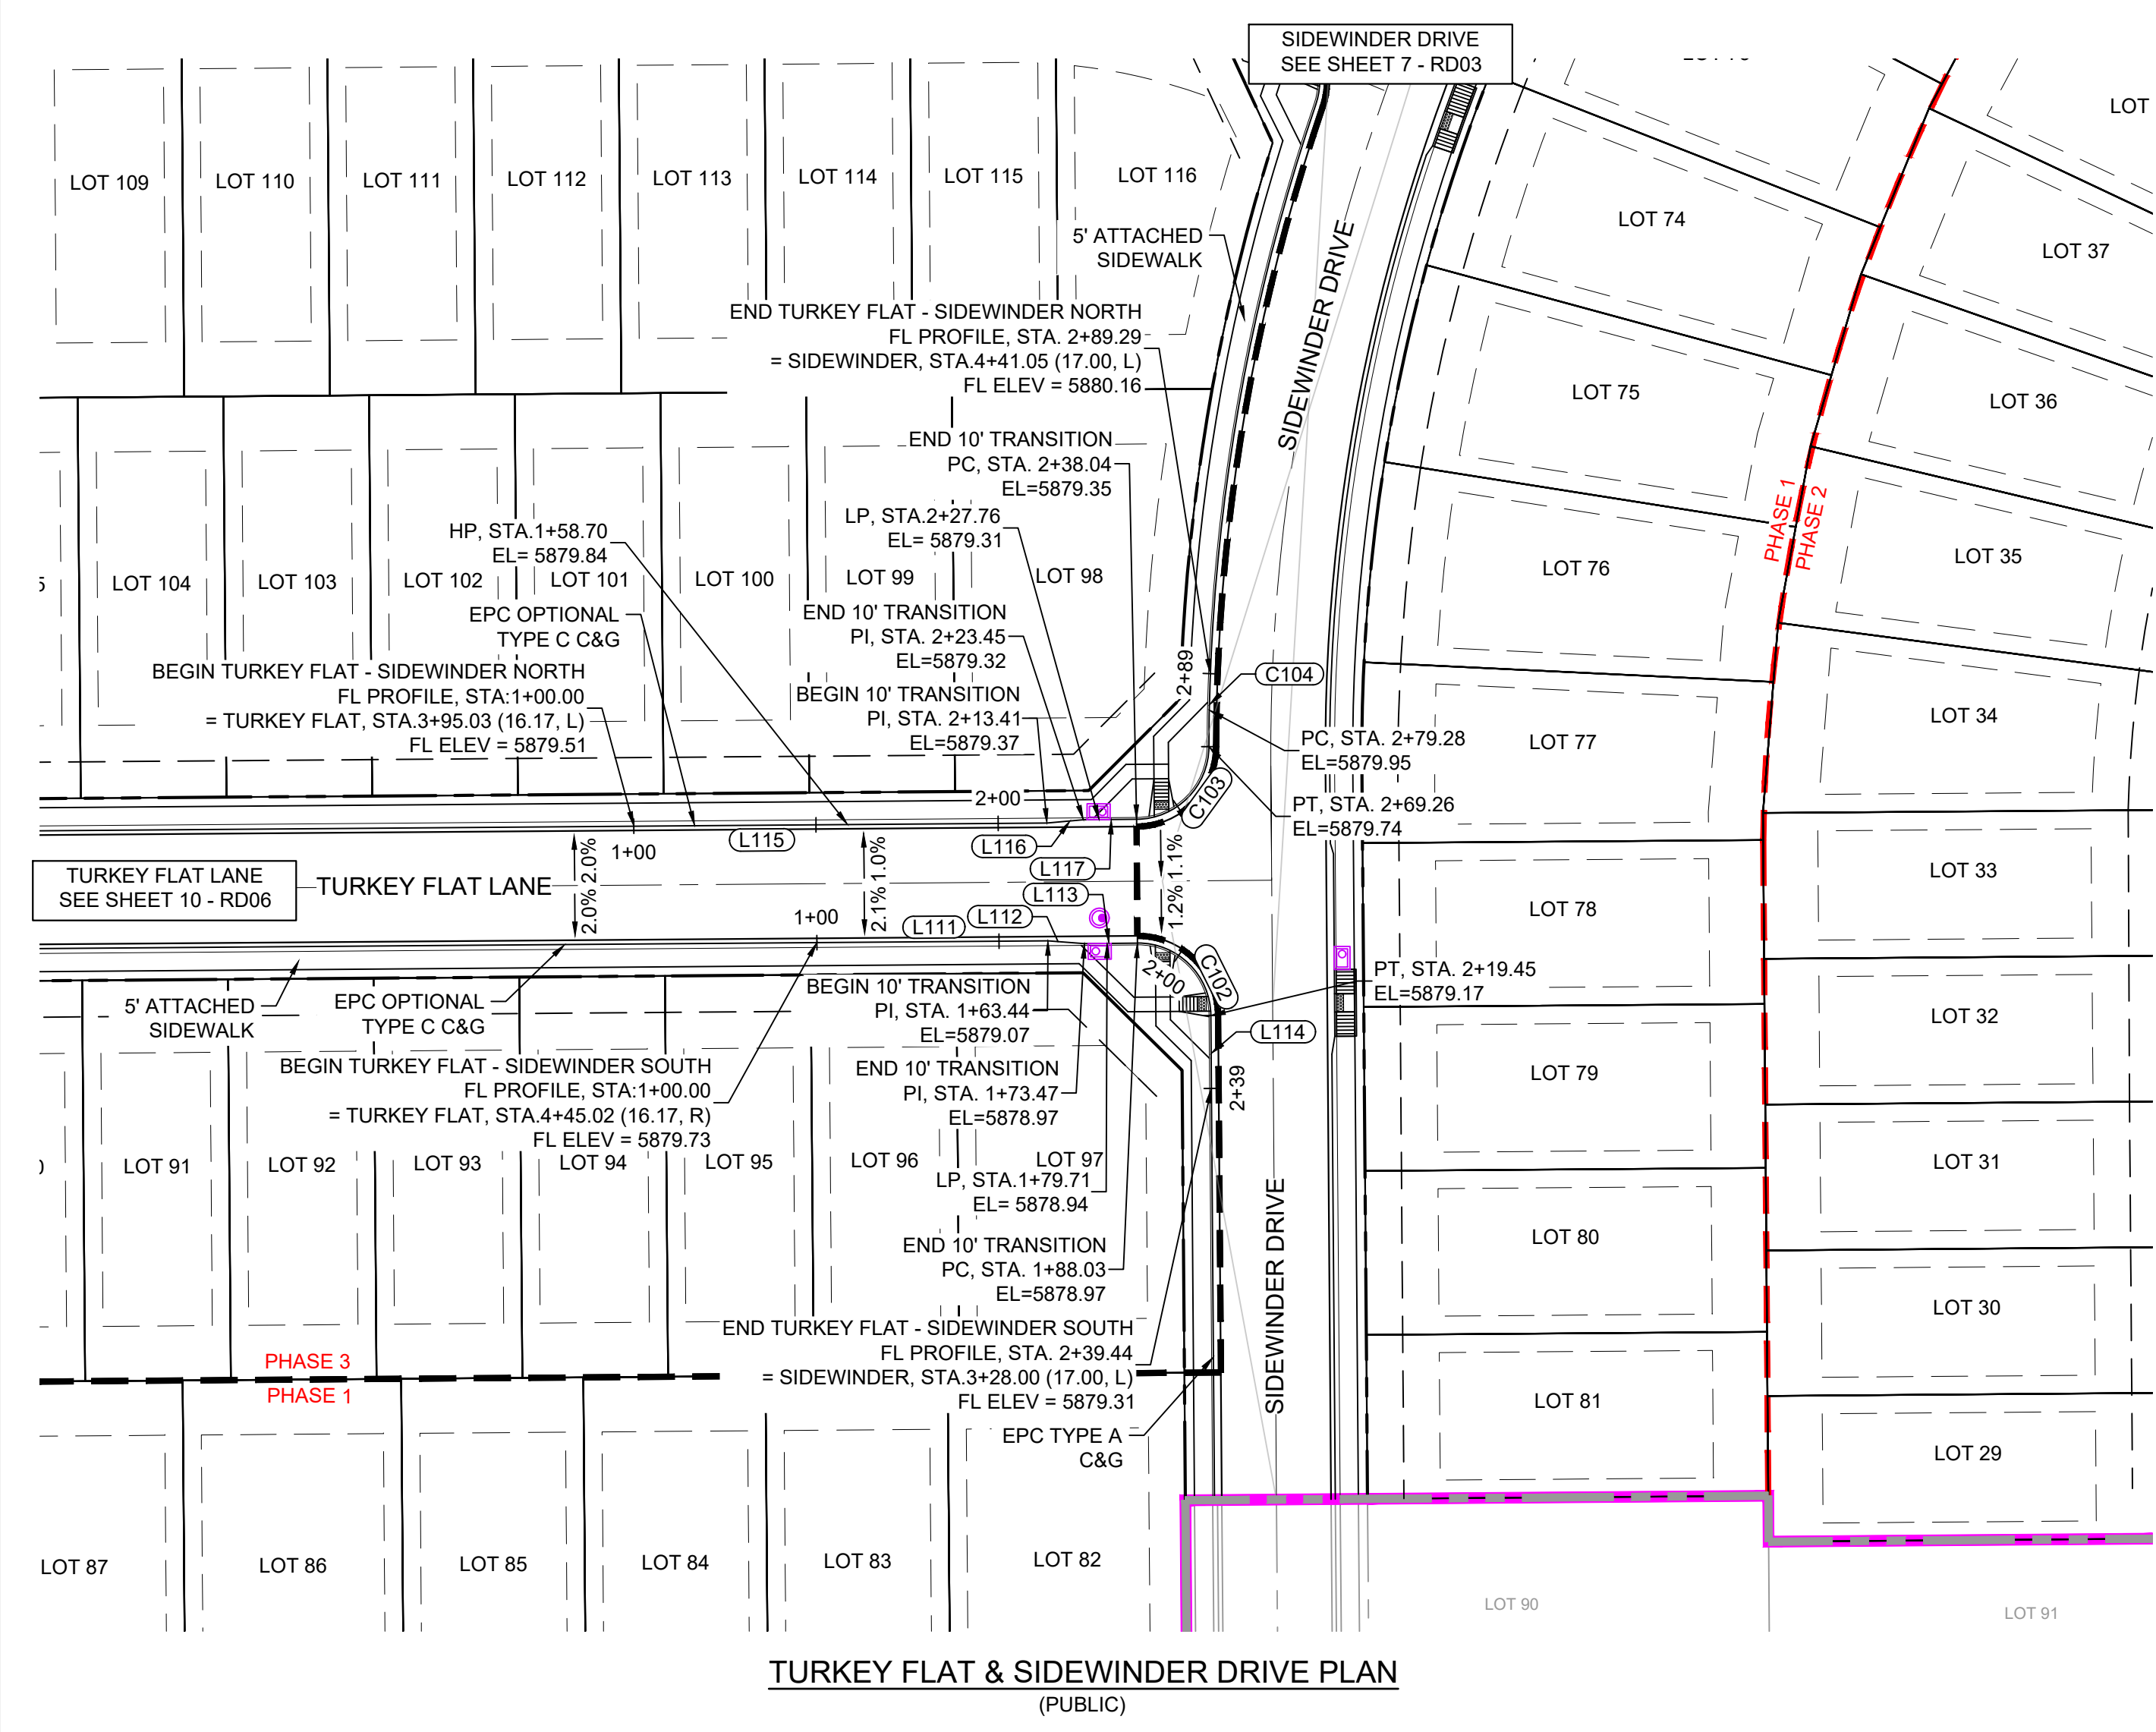 SIDEWINDER DRIVE
SEE SHEET 7 - RD03
LOT
LOT 109
LOT 110
LOT 111
LOT 112
LOT 113
LOT 114
LOT 115
LOT 116
LOT 74
LOT 37
5' ATTACHED
SIDEWALK
SIDEWINDER DRIVE
END TURKEY FLAT - SIDEWINDER NORTH
FL PROFILE, STA. 2+89.29
= SIDEWINDER, STA.4+41.05 (17.00, L)
FL ELEV = 5880.16
LOT 75
LOT 36
END 10' TRANSITION
PC, STA. 2+38.04
EL=5879.35
LP, STA.2+27.76
EL= 5879.31
HP, STA.1+58.70
EL= 5879.84
PHASE 1
PHASE 2
LOT 76
LOT 35
5
LOT 104
LOT 103
LOT 102
LOT 101
LOT 100
LOT 99
LOT 98
EPC OPTIONAL
TYPE C C&G
END 10' TRANSITION
PI, STA. 2+23.45
EL=5879.32
BEGIN TURKEY FLAT - SIDEWINDER NORTH
FL PROFILE, STA:1+00.00
= TURKEY FLAT, STA.3+95.03 (16.17, L)
FL ELEV = 5879.51
BEGIN 10' TRANSITION
PI, STA. 2+13.41
EL=5879.37
2+89
C104
PC, STA. 2+79.28
EL=5879.95
LOT 77
LOT 34
PT, STA. 2+69.26
EL=5879.74
C103
2+00
L115
L116
L117
1+00
TURKEY FLAT LANE
SEE SHEET 10 - RD06
TURKEY FLAT LANE
2.0% 2.0%
2.1% 1.0%
1.2% 1.1%
L113
L112
L111
1+00
LOT 78
LOT 33
C102
2+00
PT, STA. 2+19.45
EL=5879.17
L114
5' ATTACHED
SIDEWALK
EPC OPTIONAL
TYPE C C&G
BEGIN 10' TRANSITION
PI, STA. 1+63.44
EL=5879.07
LOT 32
BEGIN TURKEY FLAT - SIDEWINDER SOUTH
FL PROFILE, STA:1+00.00
= TURKEY FLAT, STA.4+45.02 (16.17, R)
FL ELEV = 5879.73
END 10' TRANSITION
PI, STA. 1+73.47
EL=5878.97
2+39
LOT 79
LOT 91
LOT 92
LOT 93
LOT 94
LOT 95
LOT 96
LOT 97
LOT 31
LP, STA.1+79.71
EL= 5878.94
LOT 80
END 10' TRANSITION
PC, STA. 1+88.03
EL=5878.97
SIDEWINDER DRIVE
LOT 30
END TURKEY FLAT - SIDEWINDER SOUTH
FL PROFILE, STA. 2+39.44
= SIDEWINDER, STA.3+28.00 (17.00, L)
FL ELEV = 5879.31
PHASE 3
PHASE 1
LOT 81
EPC TYPE A
C&G
LOT 29
LOT 87
LOT 86
LOT 85
LOT 84
LOT 83
LOT 82
LOT 90
LOT 91
TURKEY FLAT & SIDEWINDER DRIVE PLAN
(PUBLIC)